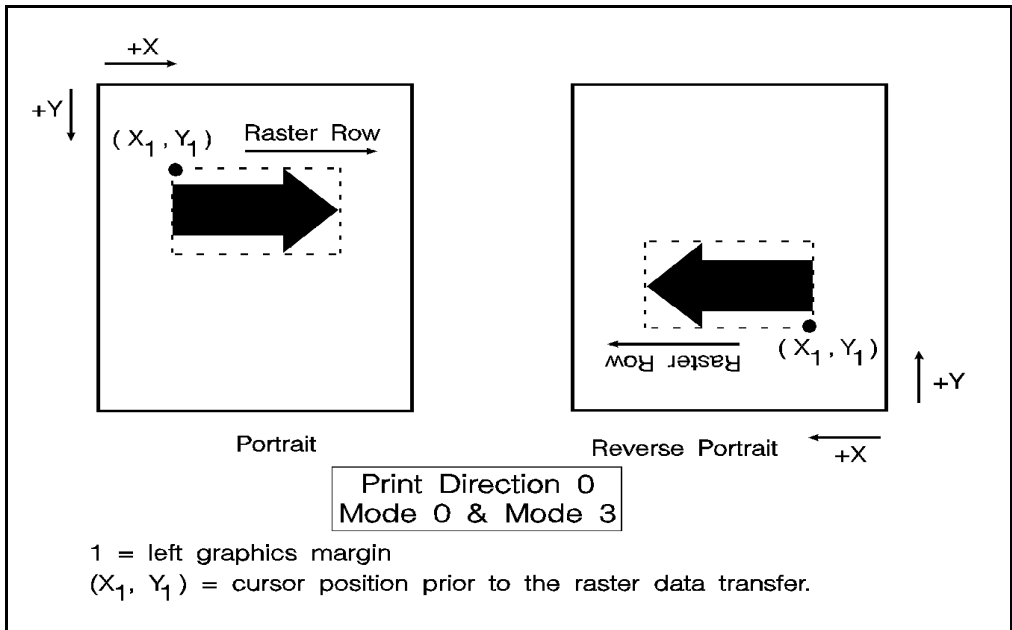 +X
+Y
(X₁, Y₁)
Raster Row
(X₁, Y₁)
Raster Row
+Y
+X
Portrait
Reverse Portrait
Print Direction 0
Mode 0 & Mode 3
1 = left graphics margin
(X₁, Y₁) = cursor position prior to the raster data transfer.